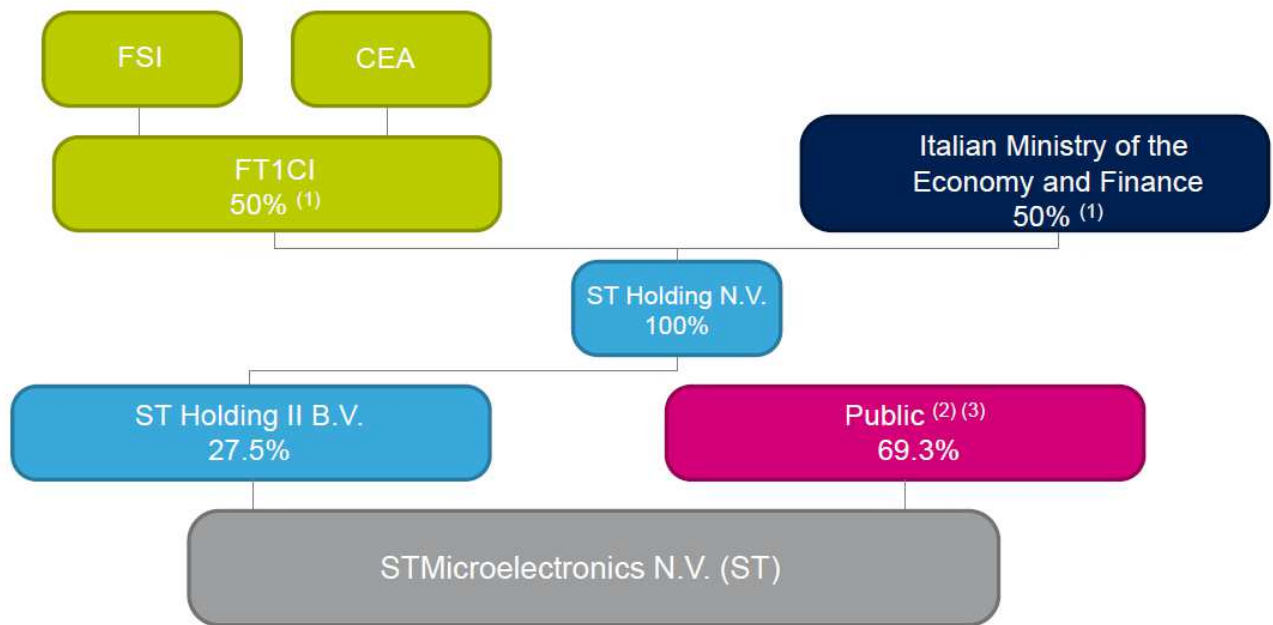 FSI
CEA
FT1CI
50% (1)
Italian Ministry of the
Economy and Finance
50% (1)
ST Holding N.V.
100%
ST Holding II B.V.
27.5%
Public (2) (3)
69.3%
STMicroelectronics N.V. (ST)